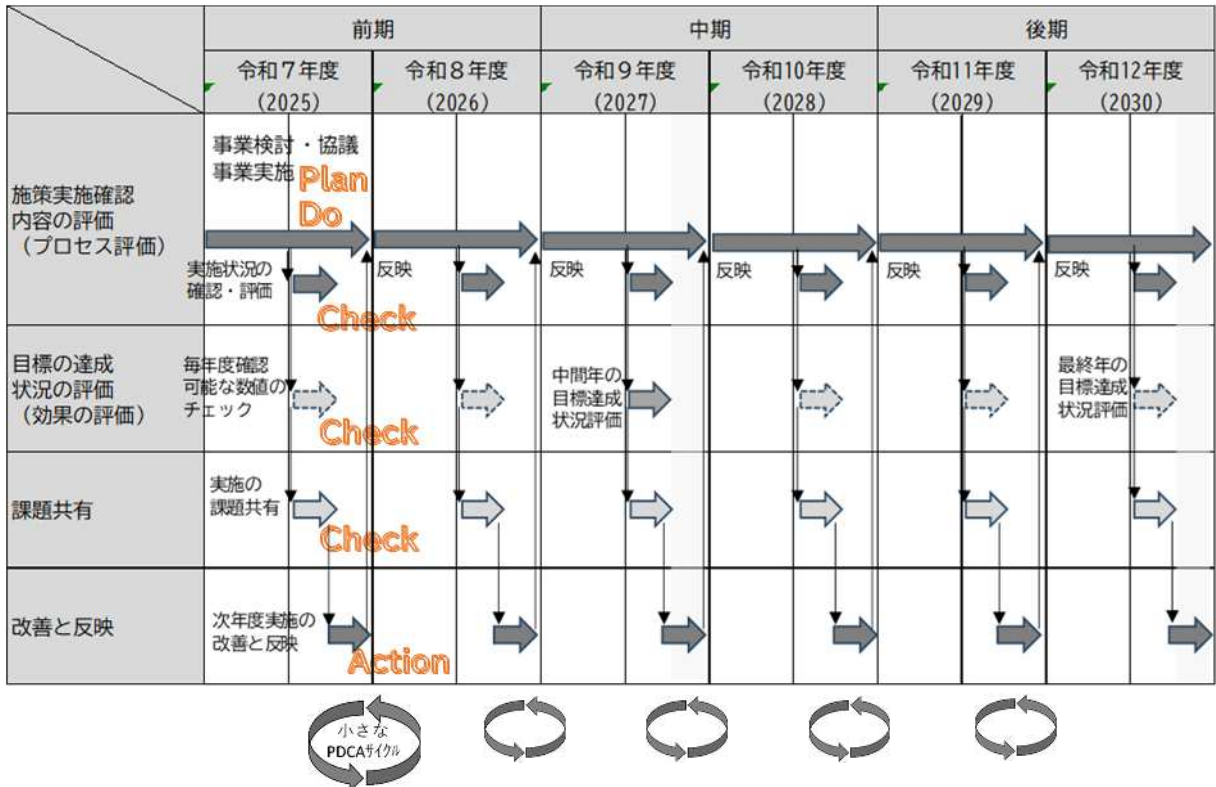 前期
中期
後期
令和7年度
(2025)
令和8年度
(2026)
令和9年度
(2027)
令和10年度
(2028)
令和11年度
(2029)
令和12年度
(2030)
施策実施確認
内容の評価
（プロセス評価）
事業検討・協議
事業実施
Plan
Do
実施状況の
確認・評価
Check
反映
反映
反映
反映
反映
目標の達成
状況の評価
（効果の評価）
毎年度確認
可能な数値の
チェック
Check
中間年の
目標達成
状況評価
最終年の
目標達成
状況評価
課題共有
実施の
課題共有
Check
改善と反映
次年度実施の
改善と反映
Action
小さな
PDCAサイクル